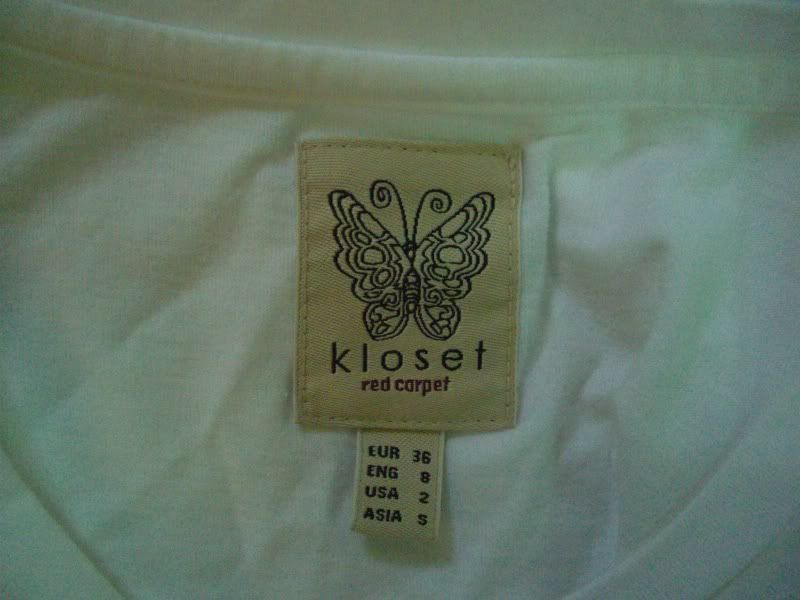 kloset
red carpet
EUR 36
ENG 8
USA 2
ASIA S